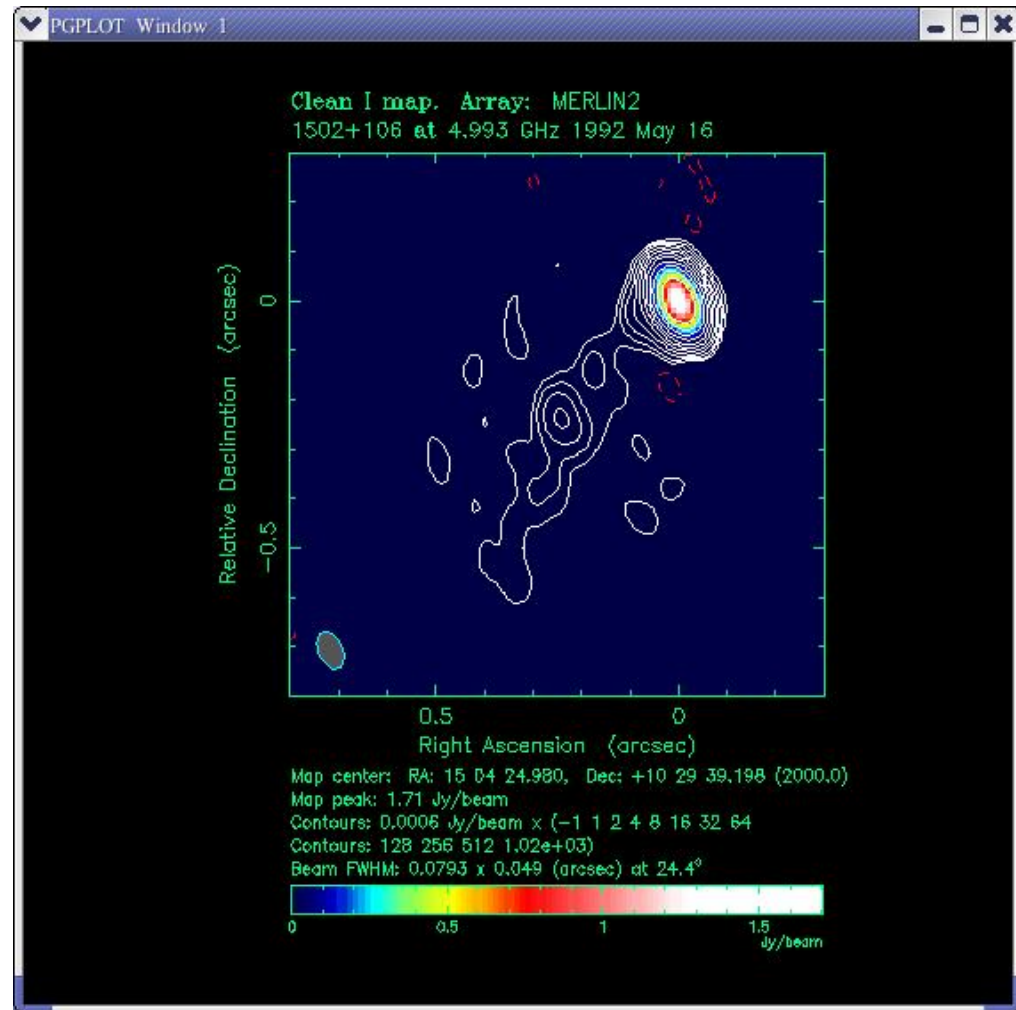 PGPLOT Window 1
Clean I map. Array: MERLIN2
1502+106 at 4.993 GHz 1992 May 16
Relative Declination (arcsec)
0
-0.5
0.5 0
Right Ascension (arcsec)
Map center: RA: 15 04 24.980, Dec: +10 29 39.198 (2000.0)
Map peak: 1.71 Jy/beam
Contours: 0.0006 Jy/beam x (-1 1 2 4 8 16 32 64
Contours: 128 256 512 1.02e+03)
Beam FWHM: 0.0793 x 0.049 (arcsec) at 24.4°
0 0.5 1 1.5
Jy/beam